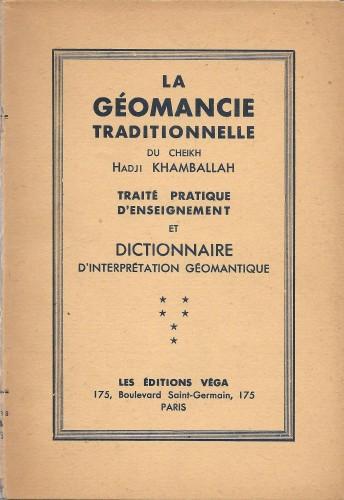 LA
GÉOMANCIE
TRADITIONNELLE
DU CHEIKH
HADJI KHAMBALLAH
TRAITÉ PRATIQUE
D'ENSEIGNEMENT
ET
DICTIONNAIRE
D'INTERPRÉTATION GÉOMANTIQUE
LES ÉDITIONS VÉGA
175, Boulevard Saint-Germain, 175
PARIS